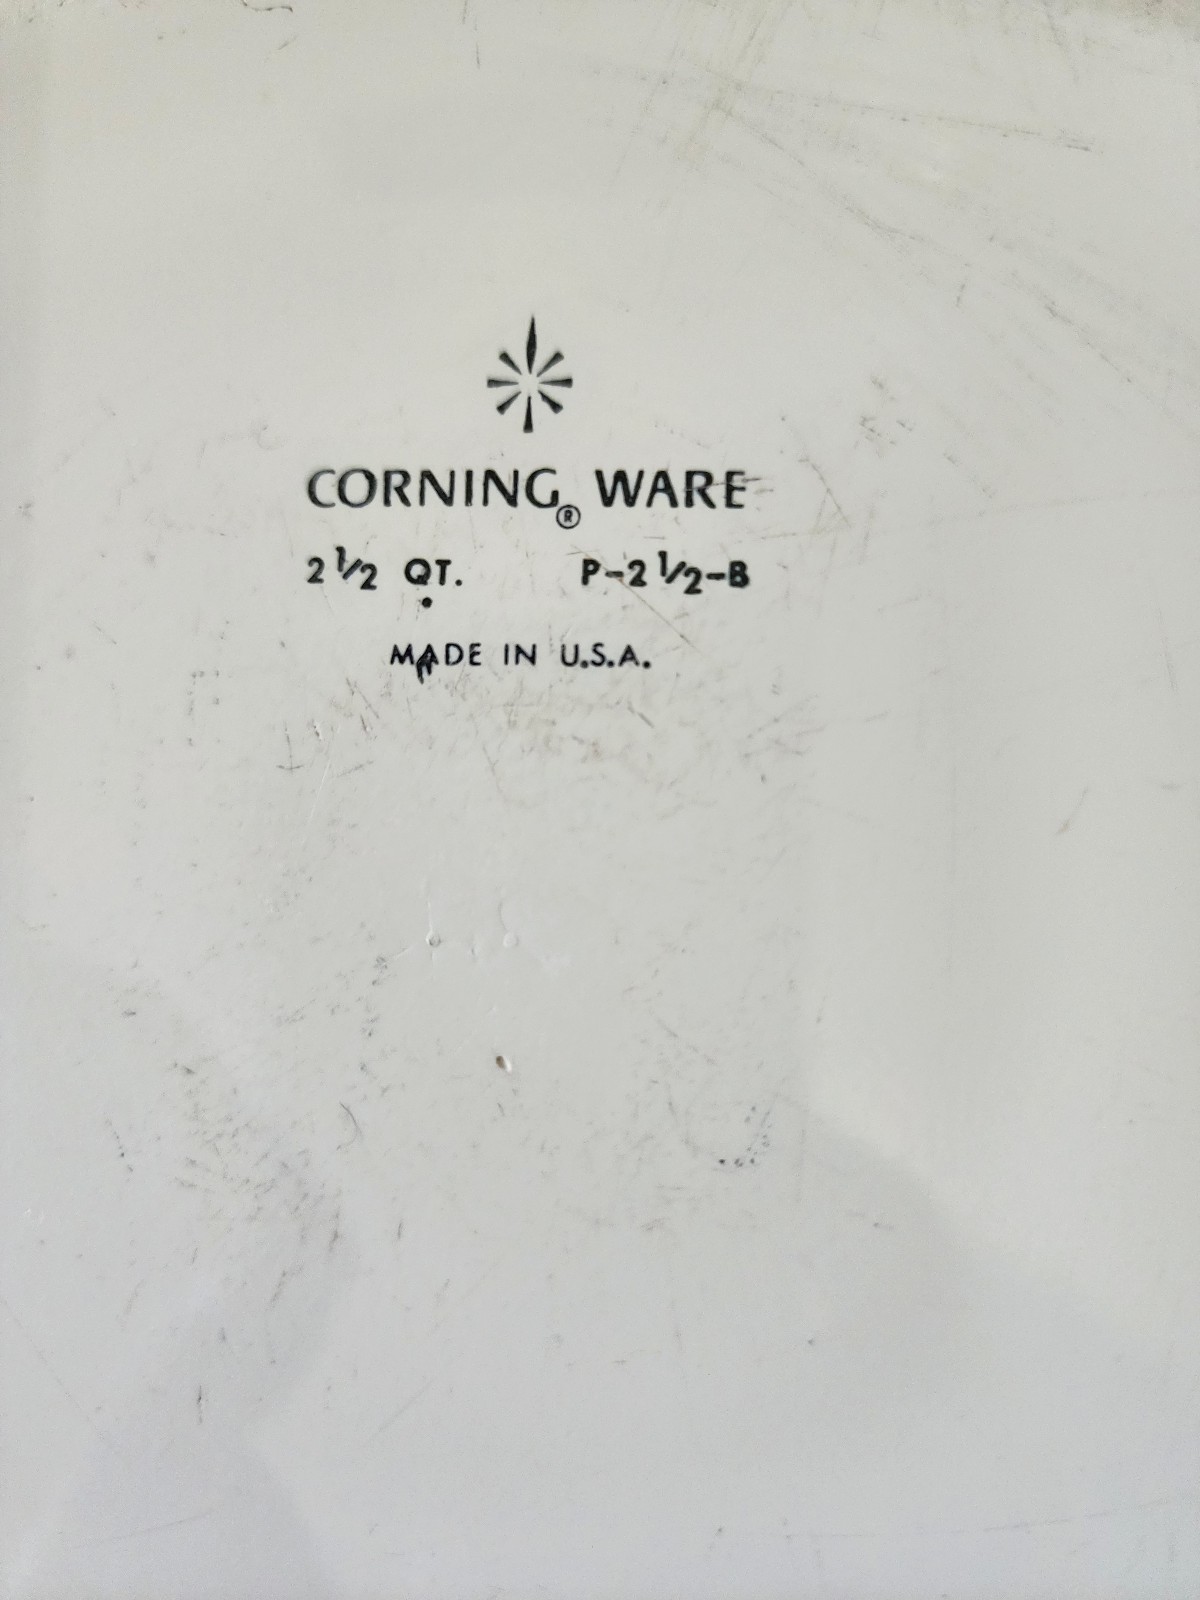 CORNING® WARE
2 1/2 QT. P-2 1/2-B
MADE IN U.S.A.